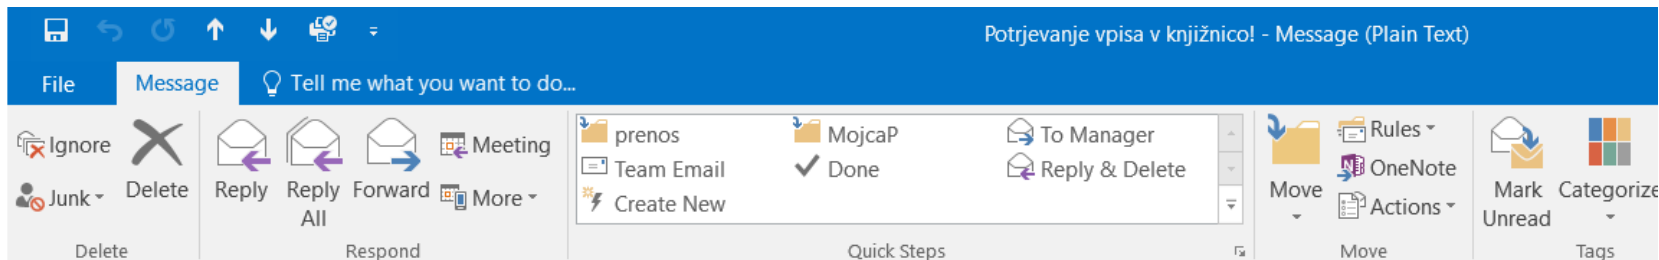 Potrjevanje vpisa v knjižnico! - Message (Plain Text)
File Message Tell me what you want to do...
Ignore
Junk
Delete
Delete
Reply
Reply All
Forward
Meeting
More
Respond
prenos MojcaP To Manager
Team Email Done Reply & Delete
Create New
Quick Steps
Move
Rules
OneNote
Actions
Move
Mark Unread
Categorize
Tags